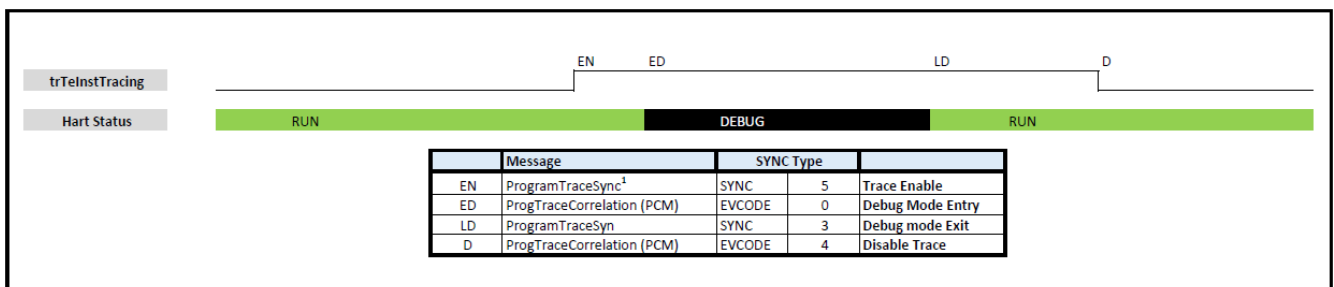 EN ED LD D
trTeInstTracing
Hart Status RUN DEBUG RUN
Message SYNC Type
EN ProgramTraceSync¹ SYNC 5 Trace Enable
ED ProgTraceCorrelation (PCM) EVCODE 0 Debug Mode Entry
LD ProgramTraceSyn SYNC 3 Debug mode Exit
D ProgTraceCorrelation (PCM) EVCODE 4 Disable Trace